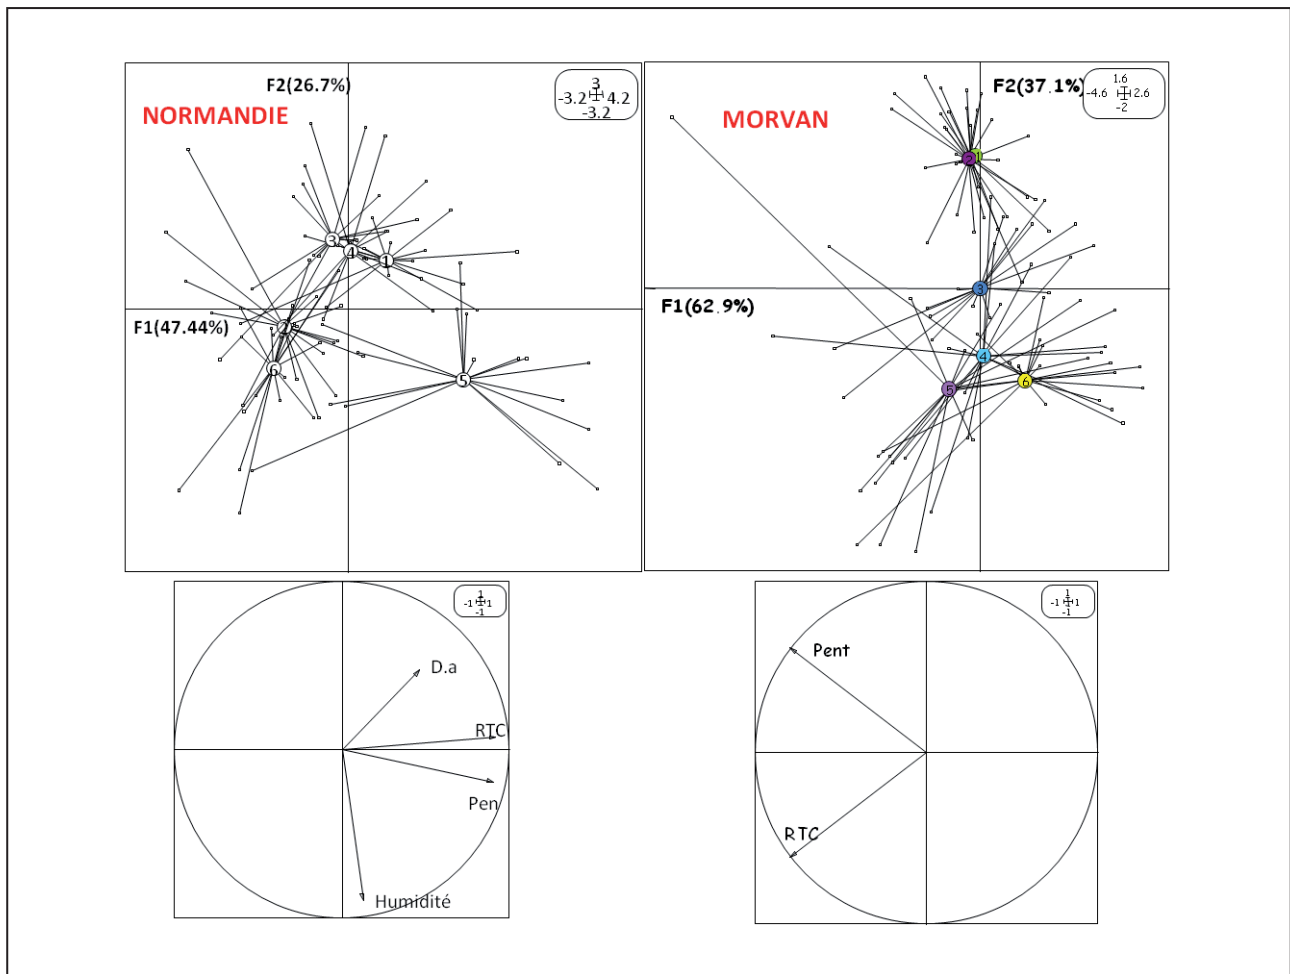 F2(26.7%)
3
-3.2 4.2
-3.2
NORMANDIE
3
4
1
F1(47.44%)
2
6
5
F2(37.1%)
1.6
-4.6 2.6
-2
MORVAN
2
1
3
F1(62.9%)
4
5
6
1
-1 1
-1
D.a
RTC
Pen
Humidité
1
-1 1
-1
Pent
RTC